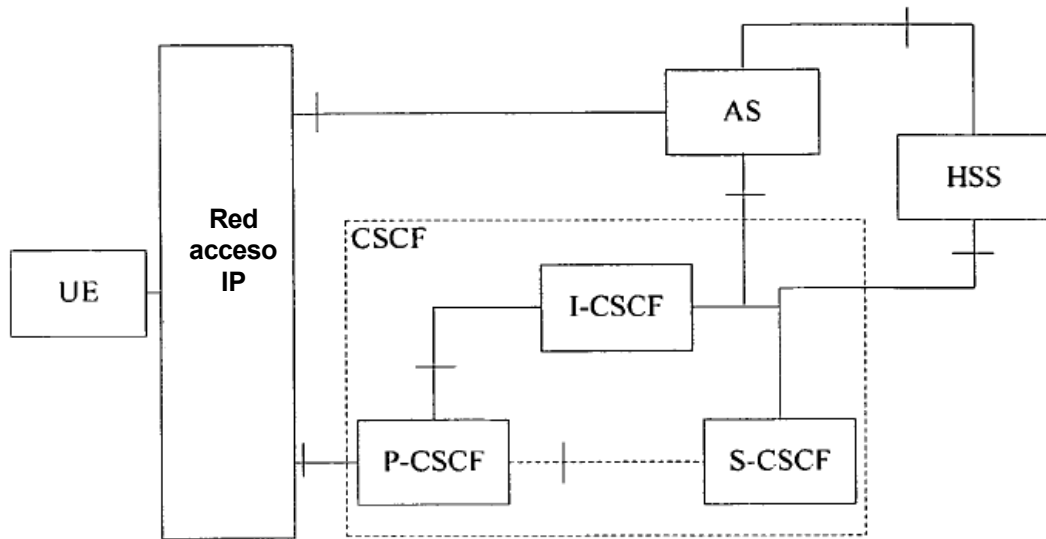 AS
HSS
Red
acceso
IP
CSCF
UE
I-CSCF
P-CSCF
S-CSCF